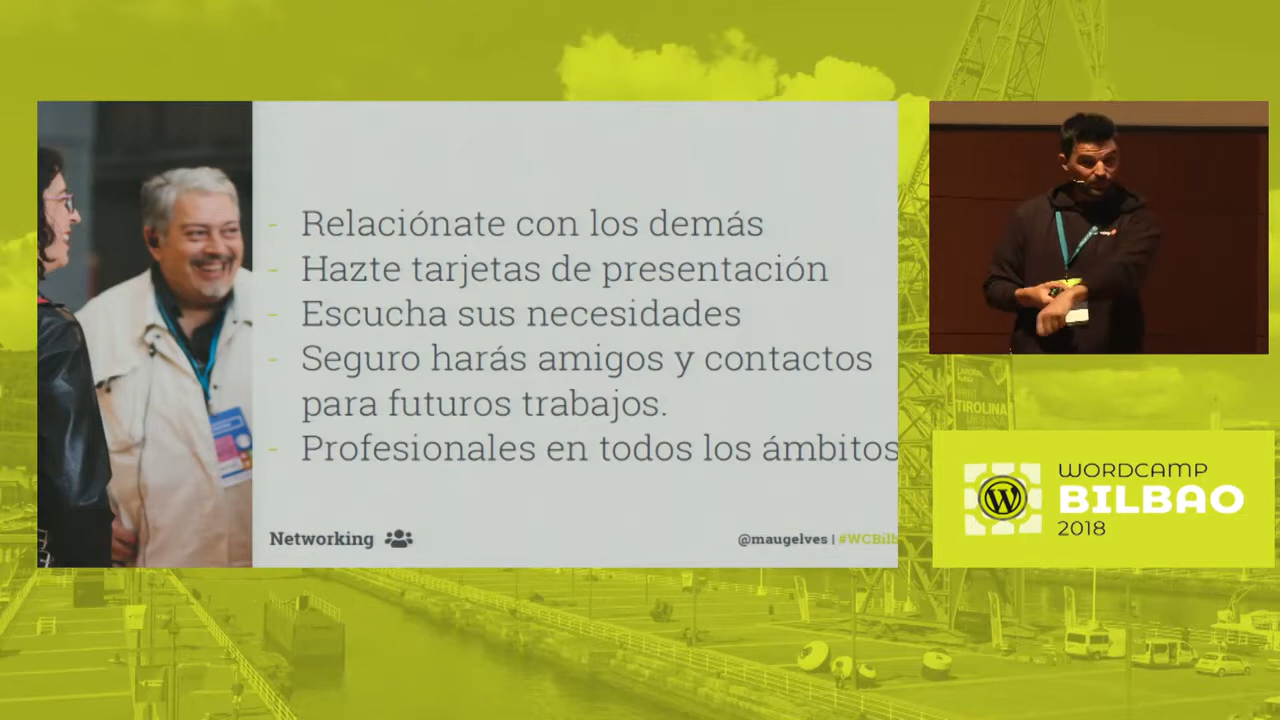 - Relaciónate con los demás
- Hazte tarjetas de presentación
- Escucha sus necesidades
- Seguro harás amigos y contactos
para futuros trabajos.
- Profesionales en todos los ámbitos
Networking
@maugelves | #WCBilb
TIROLINA
WORDCAMP
BILBAO
2018